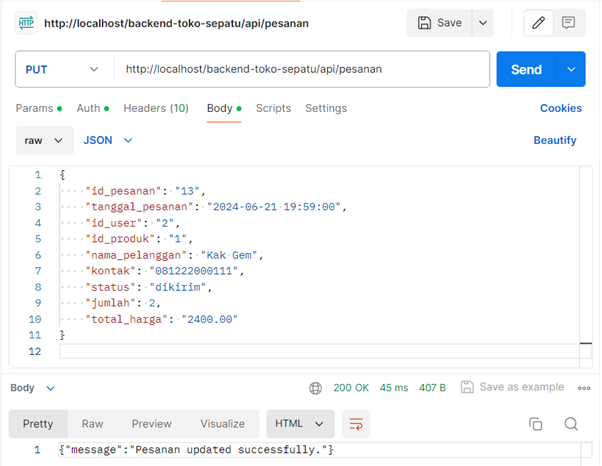 HTTP http://localhost/backend-toko-sepatu/api/pesanan Save
PUT http://localhost/backend-toko-sepatu/api/pesanan Send
Params Auth Headers (10) Body Scripts Settings Cookies
raw JSON Beautify
1 {
2 "id_pesanan": "13",
3 "tanggal_pesanan": "2024-06-21 19:59:00",
4 "id_user": "2",
5 "id_produk": "1",
6 "nama_pelanggan": "Kak Gem",
7 "kontak": "081222000111",
8 "status": "dikirim",
9 "jumlah": 2,
10 "total_harga": "2400.00"
11 }
12
Body 200 OK 45 ms 407 B Save as example
Pretty Raw Preview Visualize HTML
1 {"message":"Pesanan updated successfully."}